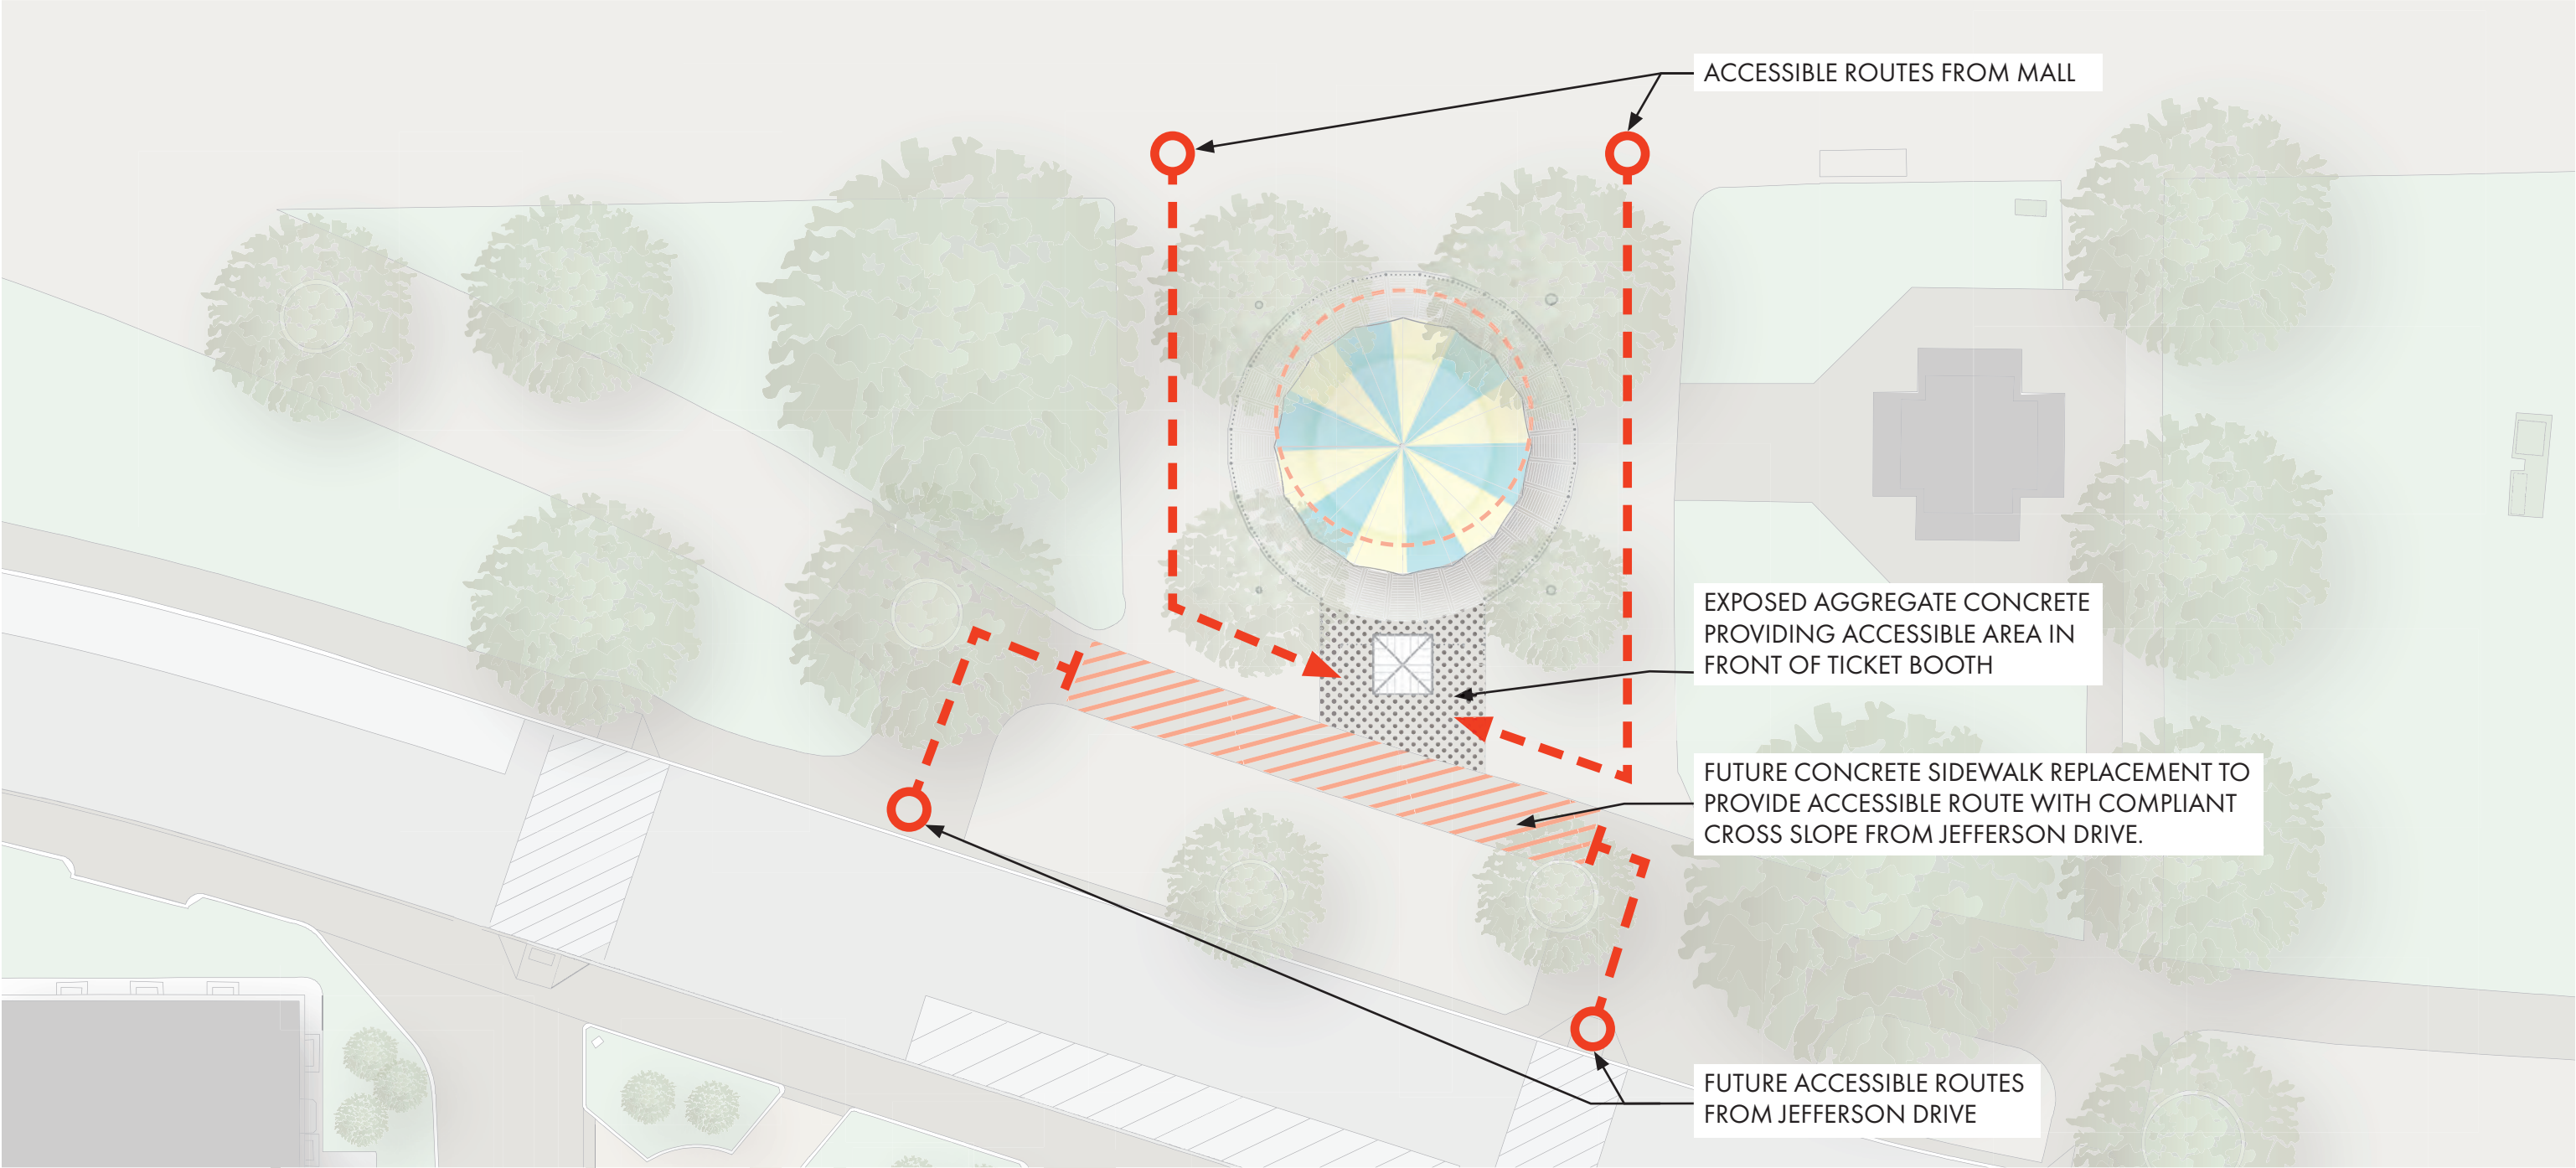 ACCESSIBLE ROUTES FROM MALL
EXPOSED AGGREGATE CONCRETE
PROVIDING ACCESSIBLE AREA IN
FRONT OF TICKET BOOTH
FUTURE CONCRETE SIDEWALK REPLACEMENT TO
PROVIDE ACCESSIBLE ROUTE WITH COMPLIANT
CROSS SLOPE FROM JEFFERSON DRIVE.
FUTURE ACCESSIBLE ROUTES
FROM JEFFERSON DRIVE